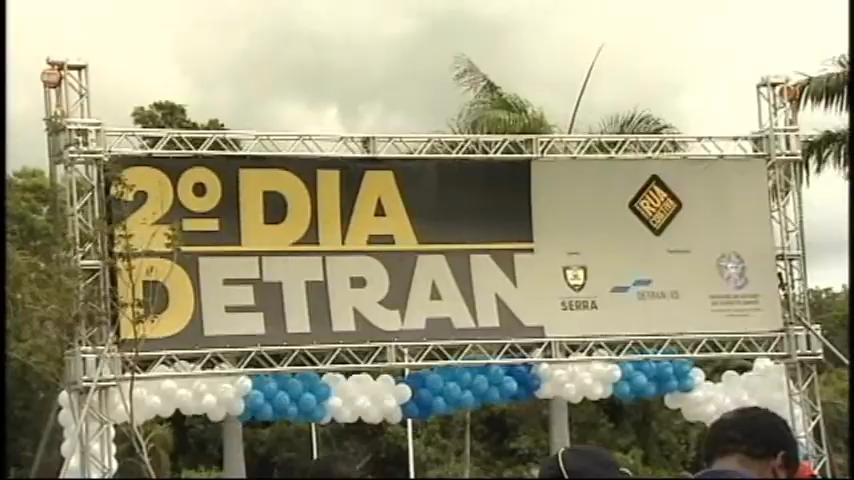 2º DIA
DETRAN
RUA
SERRA
DETRAN|ES